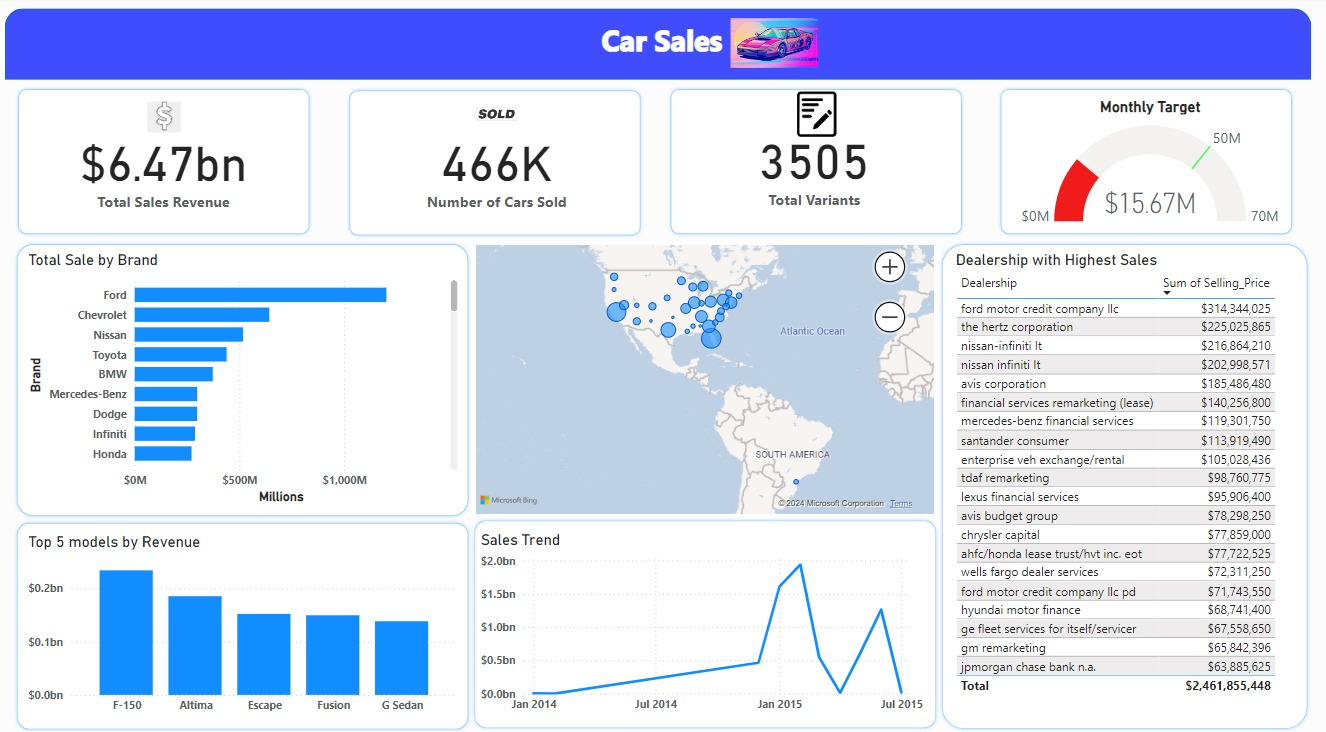 Car Sales
$
$6.47bn
Total Sales Revenue
SOLD
466K
Number of Cars Sold
3505
Total Variants
Monthly Target
50M
$0M
$15.67M
70M
Total Sale by Brand
Brand
Ford
Chevrolet
Nissan
Toyota
BMW
Mercedes-Benz
Dodge
Infiniti
Honda
$0M $500M $1,000M
Millions
Atlantic Ocean
SOUTH AMERICA
Microsoft Bing
© 2024 Microsoft Corporation Terms
Dealership with Highest Sales
Dealership Sum of Selling_Price
ford motor credit company llc $314,344,025
the hertz corporation $225,025,865
nissan-infiniti lt $216,864,210
nissan infiniti lt $202,998,571
avis corporation $185,486,480
financial services remarketing (lease) $140,256,800
mercedes-benz financial services $119,301,750
santander consumer $113,919,490
enterprise veh exchange/rental $105,028,436
tdaf remarketing $98,760,775
lexus financial services $95,906,400
avis budget group $78,298,250
chrysler capital $77,859,000
ahfc/honda lease trust/hvt inc. eot $77,722,525
wells fargo dealer services $72,311,250
ford motor credit company llc pd $71,743,550
hyundai motor finance $68,741,400
ge fleet services for itself/servicer $67,558,650
gm remarketing $65,842,396
jpmorgan chase bank n.a. $63,885,625
Total $2,461,855,448
Top 5 models by Revenue
$0.2bn
$0.1bn
$0.0bn
F-150 Altima Escape Fusion G Sedan
Sales Trend
$2.0bn
$1.5bn
$1.0bn
$0.5bn
$0.0bn
Jan 2014 Jul 2014 Jan 2015 Jul 2015